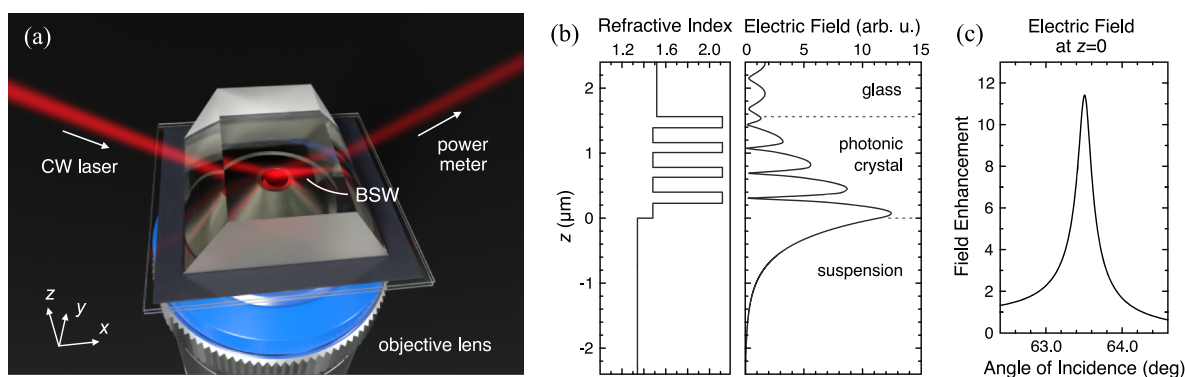 (a)
CW laser
power
meter
BSW
z
y
x
objective lens
(b)
Refractive Index
1.2 1.6 2.0
Electric Field (arb. u.)
0 5 10 15
z (μm)
2
1
0
-1
-2
glass
photonic
crystal
suspension
(c)
Electric Field
at z=0
Field Enhancement
12
10
8
6
4
2
0
63.0 64.0
Angle of Incidence (deg)